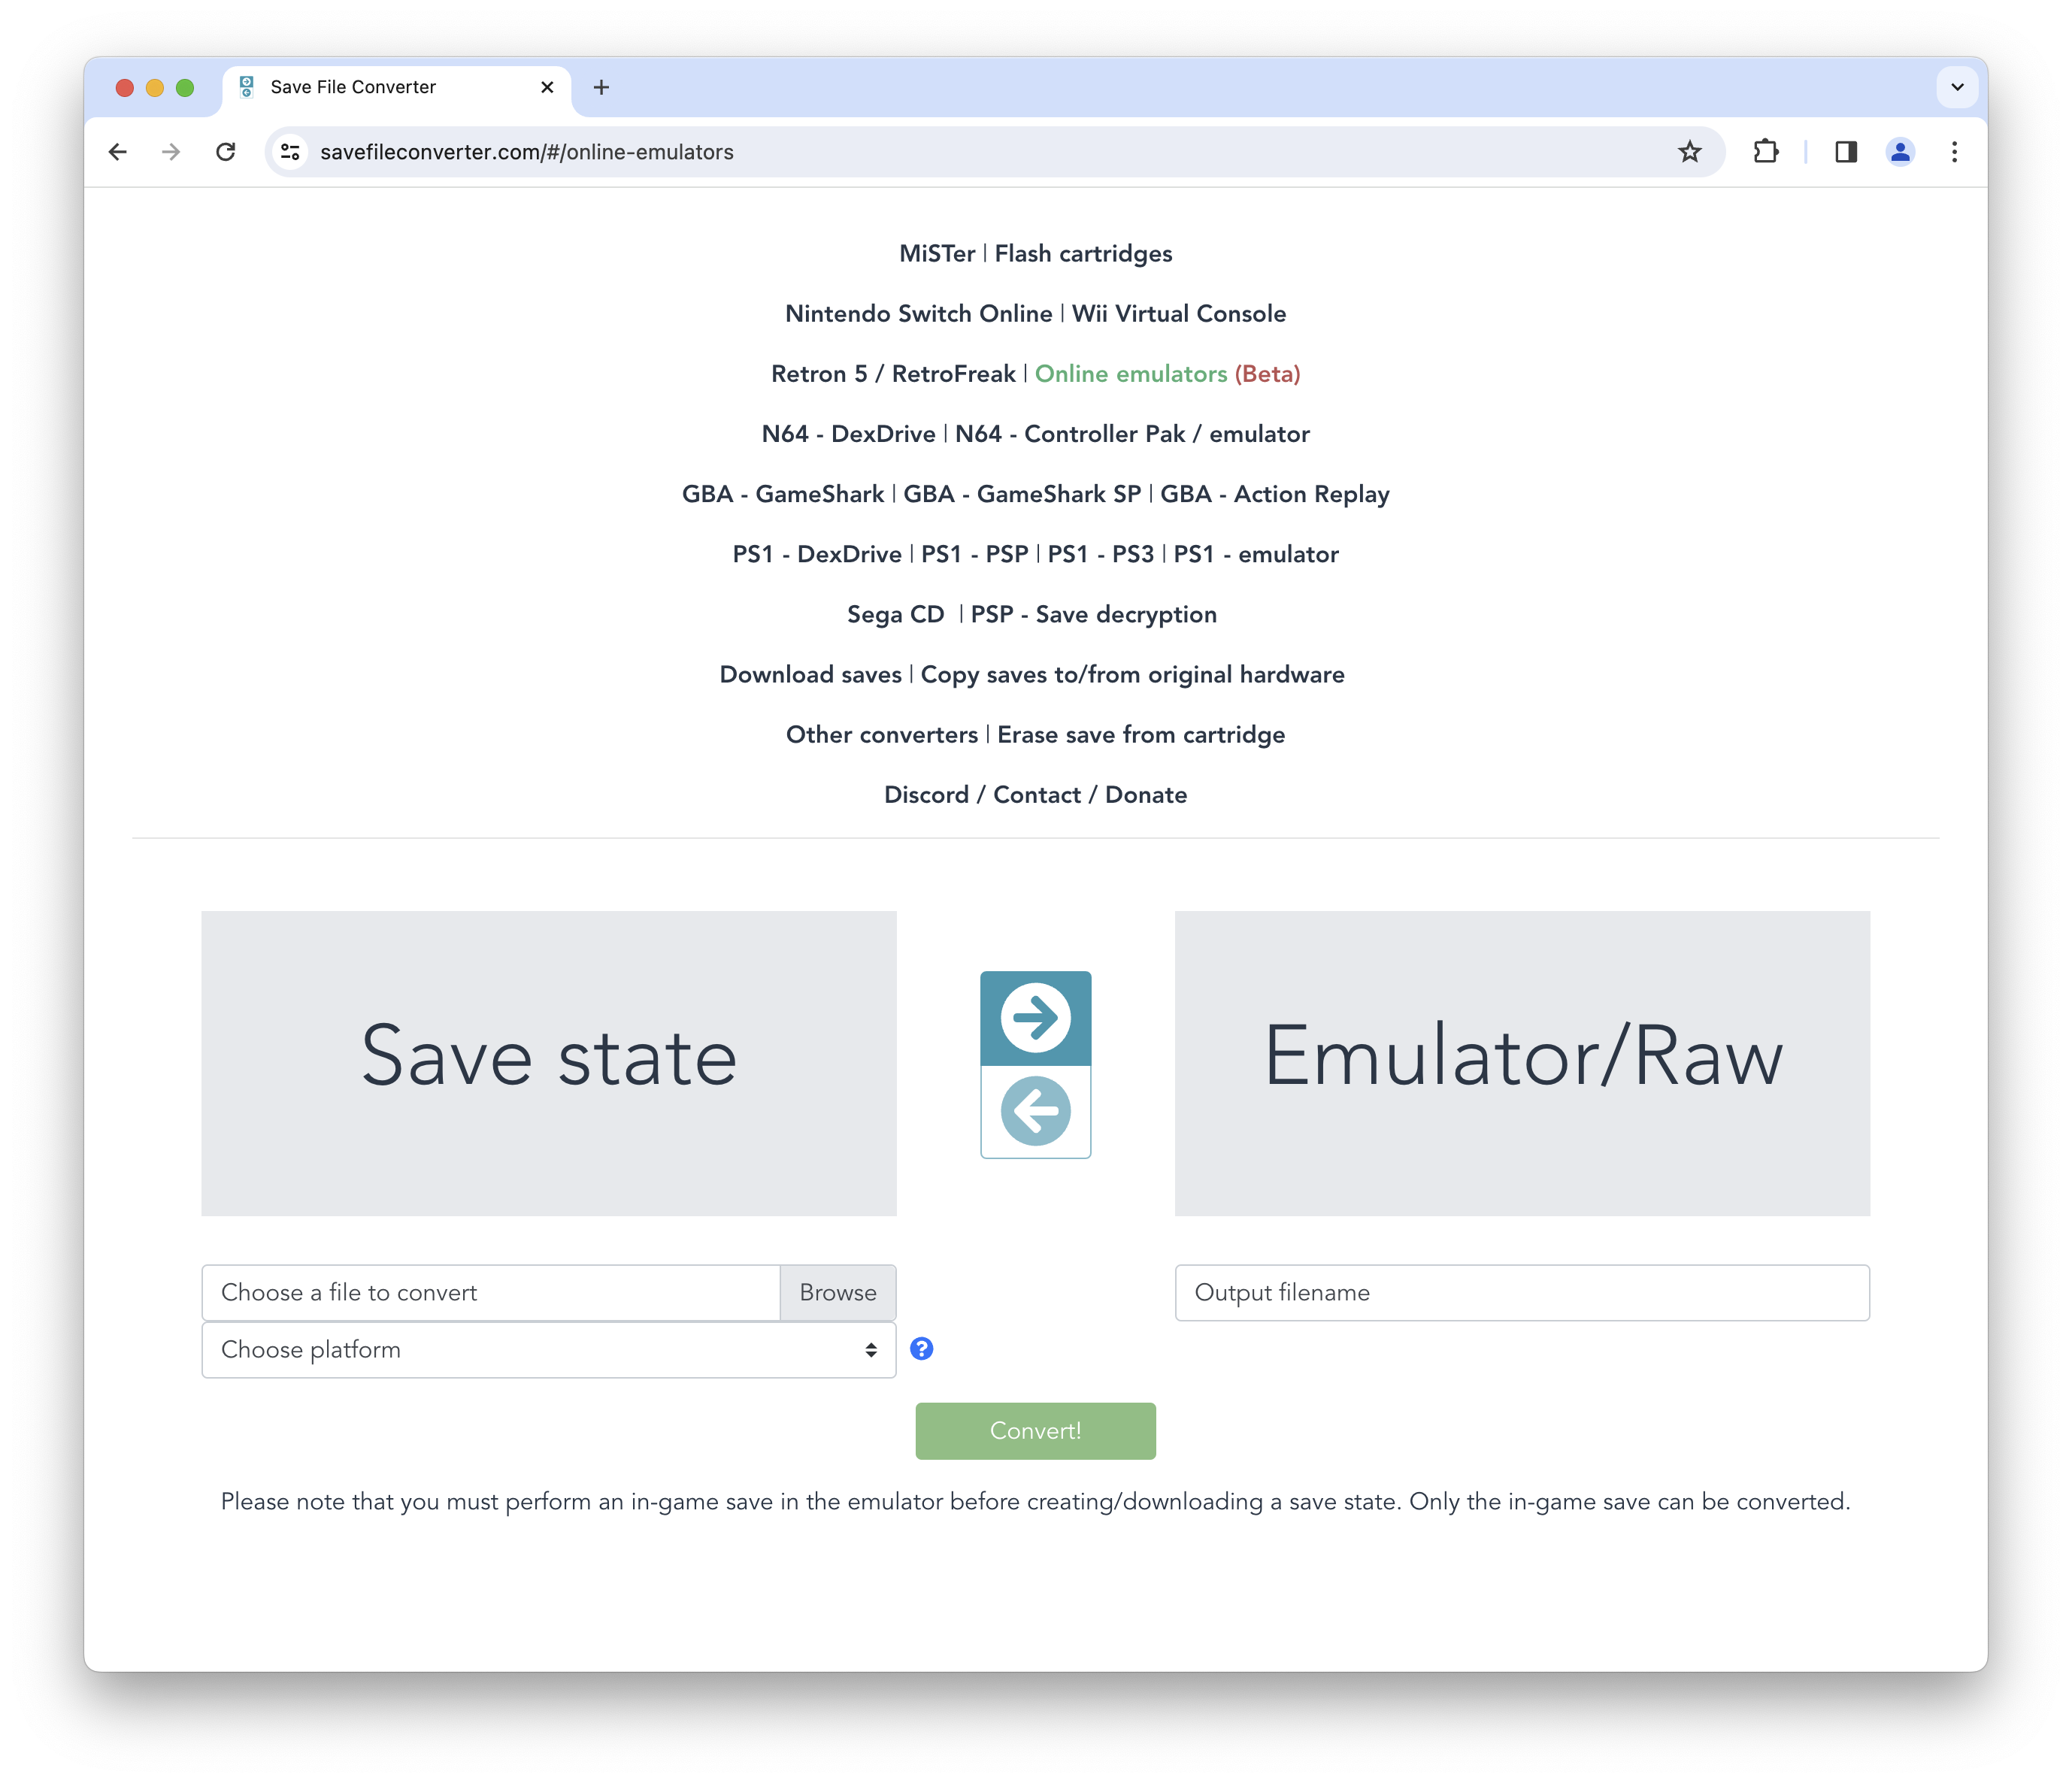 Save File Converter
savefileconverter.com/#/online-emulators
MiSTer | Flash cartridges
Nintendo Switch Online | Wii Virtual Console
Retron 5 / RetroFreak | Online emulators (Beta)
N64 - DexDrive | N64 - Controller Pak / emulator
GBA - GameShark | GBA - GameShark SP | GBA - Action Replay
PS1 - DexDrive | PS1 - PSP | PS1 - PS3 | PS1 - emulator
Sega CD | PSP - Save decryption
Download saves | Copy saves to/from original hardware
Other converters | Erase save from cartridge
Discord / Contact / Donate
Save state
Emulator/Raw
Choose a file to convert Browse
Output filename
Choose platform
Convert!
Please note that you must perform an in-game save in the emulator before creating/downloading a save state. Only the in-game save can be converted.